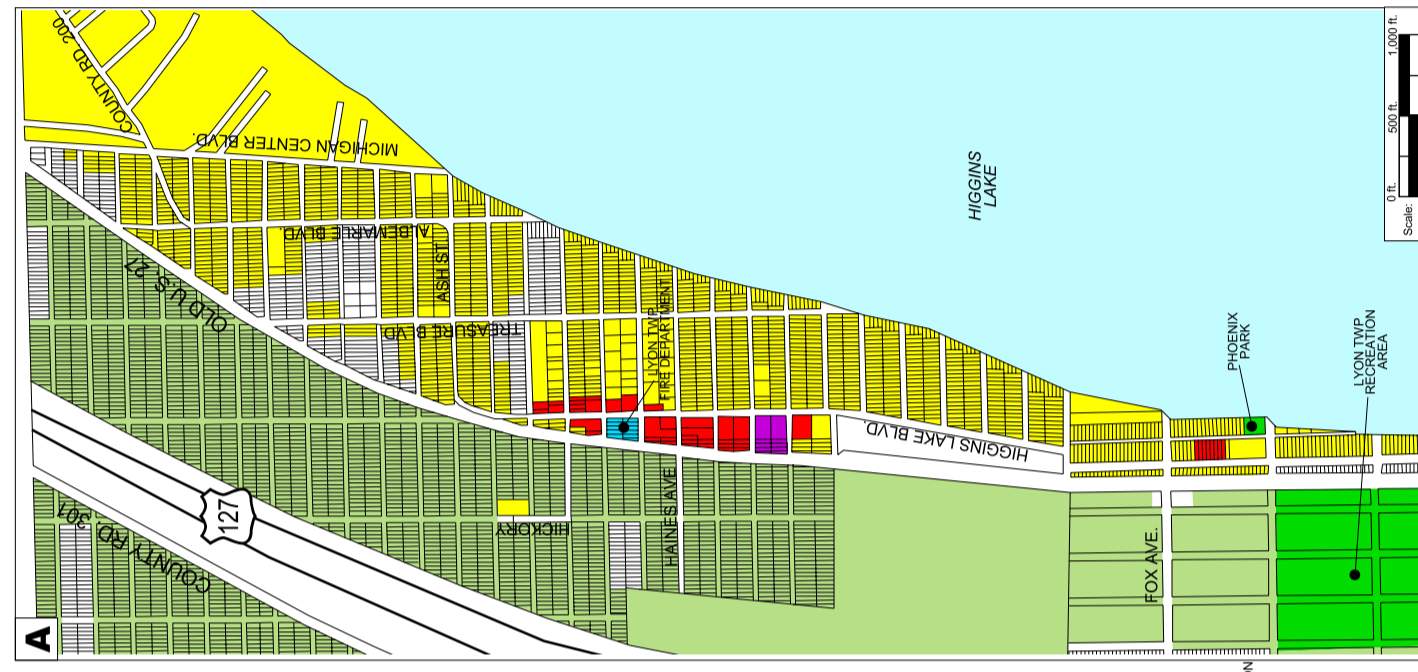 COUNTY RD. 200
MICHIGAN CENTER BLVD.
ALBEMARLE BLVD.
OLD U.S. 27
ASH ST
TREASURE BLVD
HIGGINS
LAKE
LYON TWP
FIRE DEPARTMENT
HIGGINS LAKE BLVD.
HAINES AVE.
HICKORY
127
COUNTY RD. 301
A
PHOENIX
PARK
LYON TWP
RECREATION
AREA
FOX AVE.
0 ft.
500 ft.
1,000 ft.
Scale:
ON